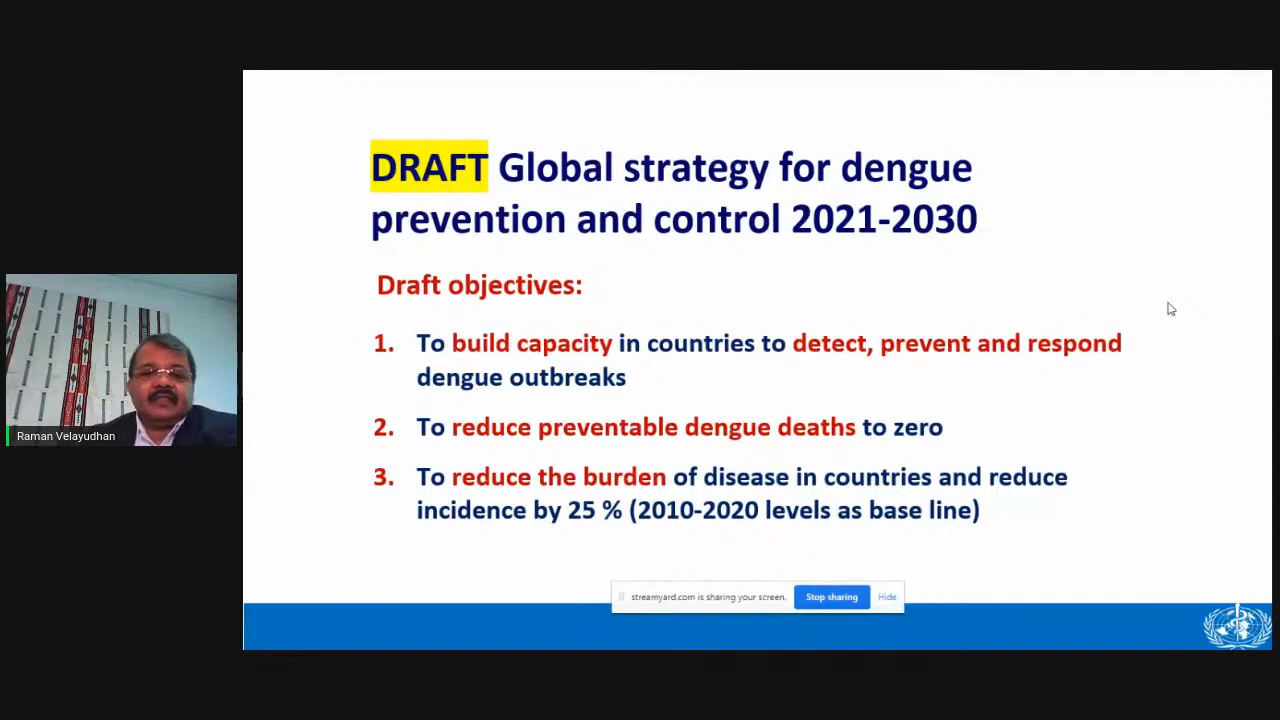 DRAFT Global strategy for dengue
prevention and control 2021-2030
Draft objectives:
1. To build capacity in countries to detect, prevent and respond
dengue outbreaks
2. To reduce preventable dengue deaths to zero
3. To reduce the burden of disease in countries and reduce
incidence by 25 % (2010-2020 levels as base line)
Raman Velayudhan
streamyard.com is sharing your screen. Stop sharing Hide